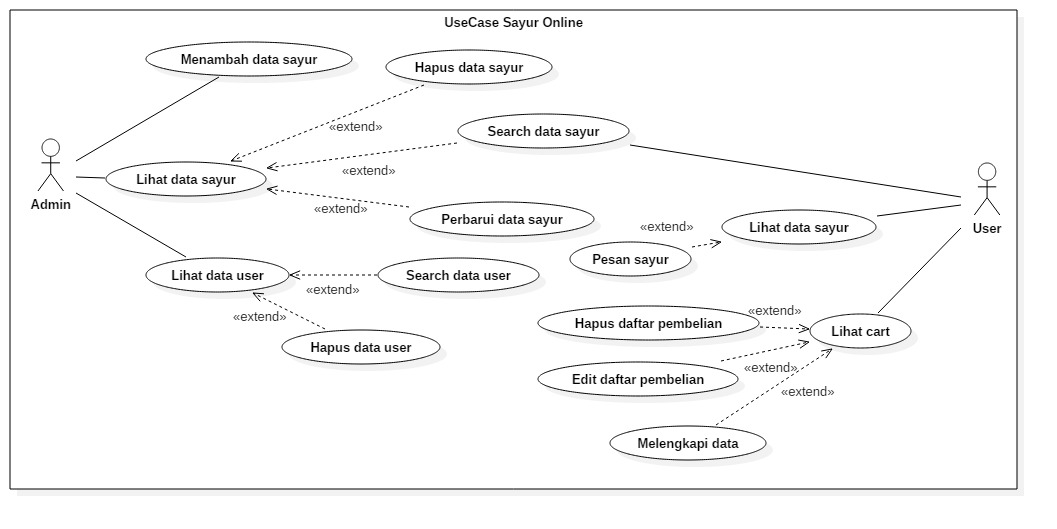 UseCase Sayur Online
Menambah data sayur
Hapus data sayur
«extend»
Search data sayur
«extend»
Lihat data sayur
Admin
«extend»
Perbarui data sayur
«extend»
Lihat data sayur
User
Pesan sayur
Lihat data user
Search data user
«extend»
«extend»
Hapus data user
«extend»
Hapus daftar pembelian
Lihat cart
«extend»
Edit daftar pembelian
«extend»
Melengkapi data